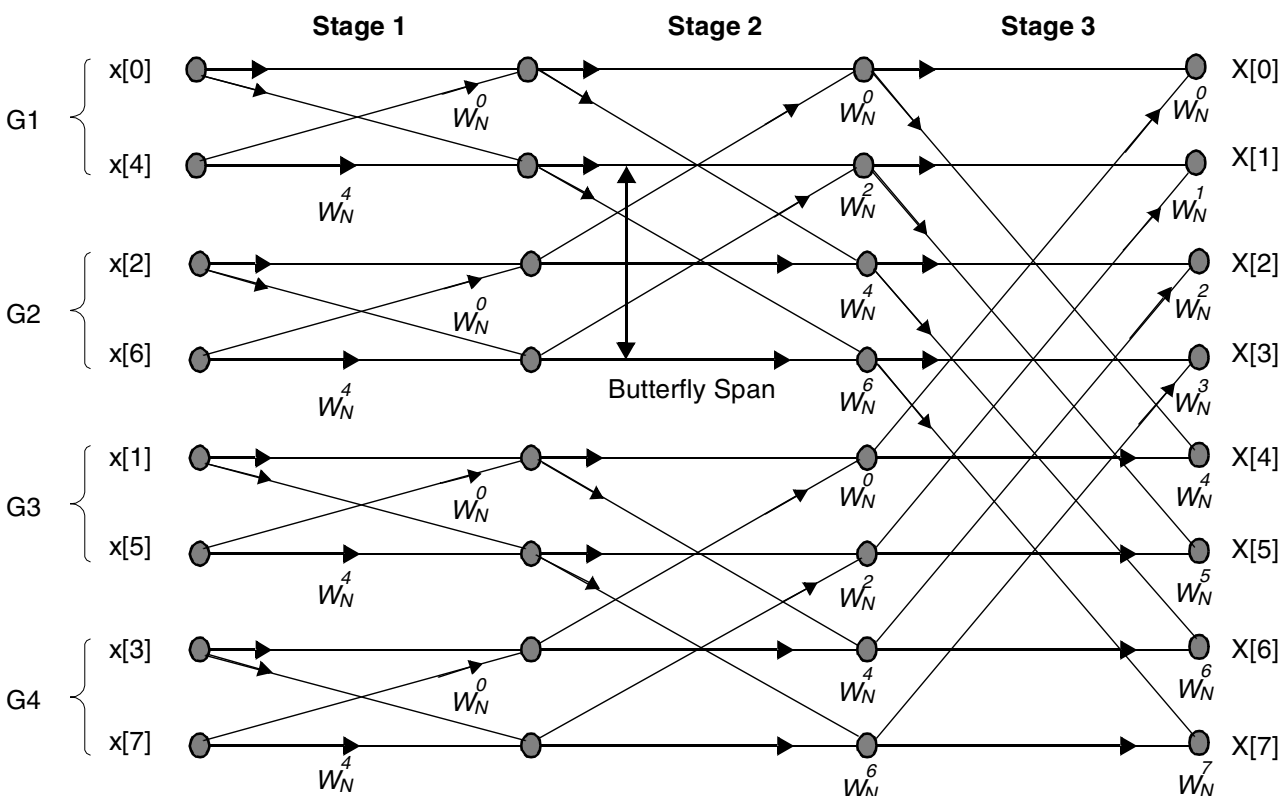 Stage 1 Stage 2 Stage 3
x[0] X[0]
W_N^0 W_N^0 W_N^0
G1
x[4] X[1]
W_N^4 W_N^2 W_N^1
x[2] X[2]
W_N^0 W_N^4 W_N^2
G2
x[6] X[3]
Butterfly Span
W_N^4 W_N^6 W_N^3
x[1] X[4]
W_N^0 W_N^0 W_N^4
G3
x[5] X[5]
W_N^4 W_N^2 W_N^5
x[3] X[6]
W_N^0 W_N^4 W_N^6
G4
x[7] X[7]
W_N^4 W_N^6 W_N^7